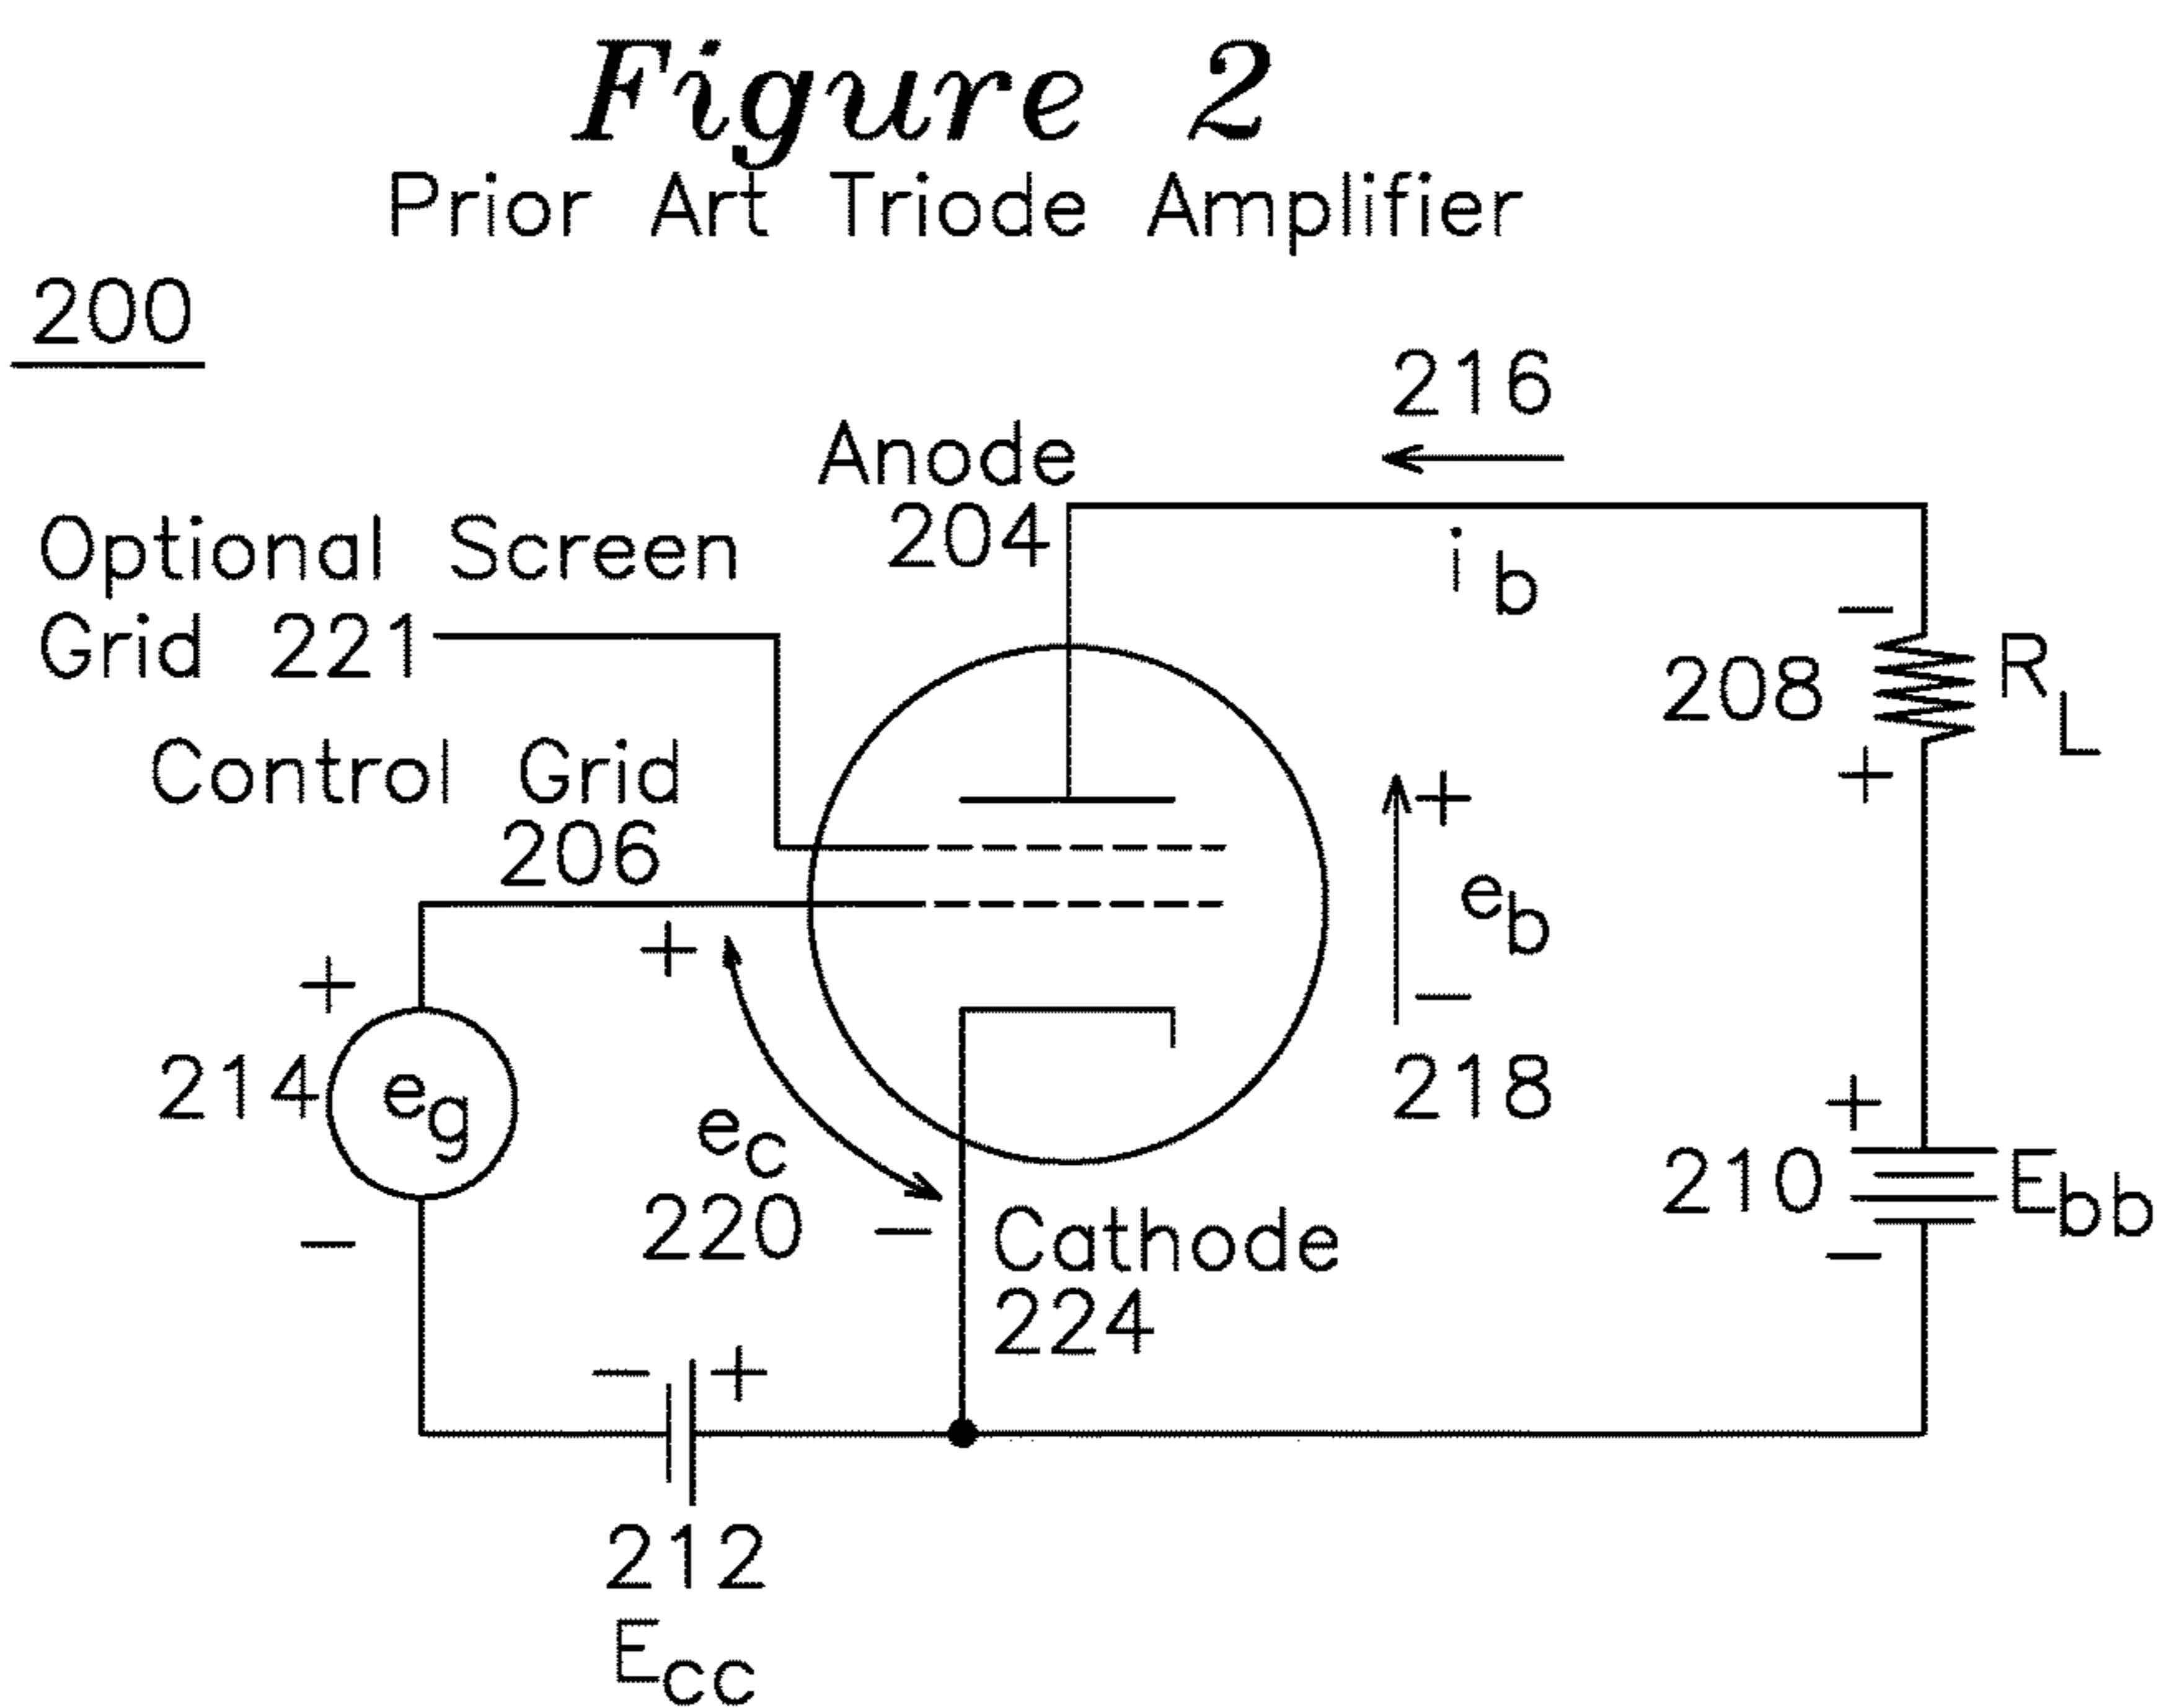 Figure 2
Prior Art Triode Amplifier
200
216
Anode
204
i b
Optional Screen
Grid 221
−
208
R L
+
Control Grid
206
+
+
e b
−
218
+
214
e g
−
e c
220
−
Cathode
224
+
210
E bb
−
− +
212
E cc